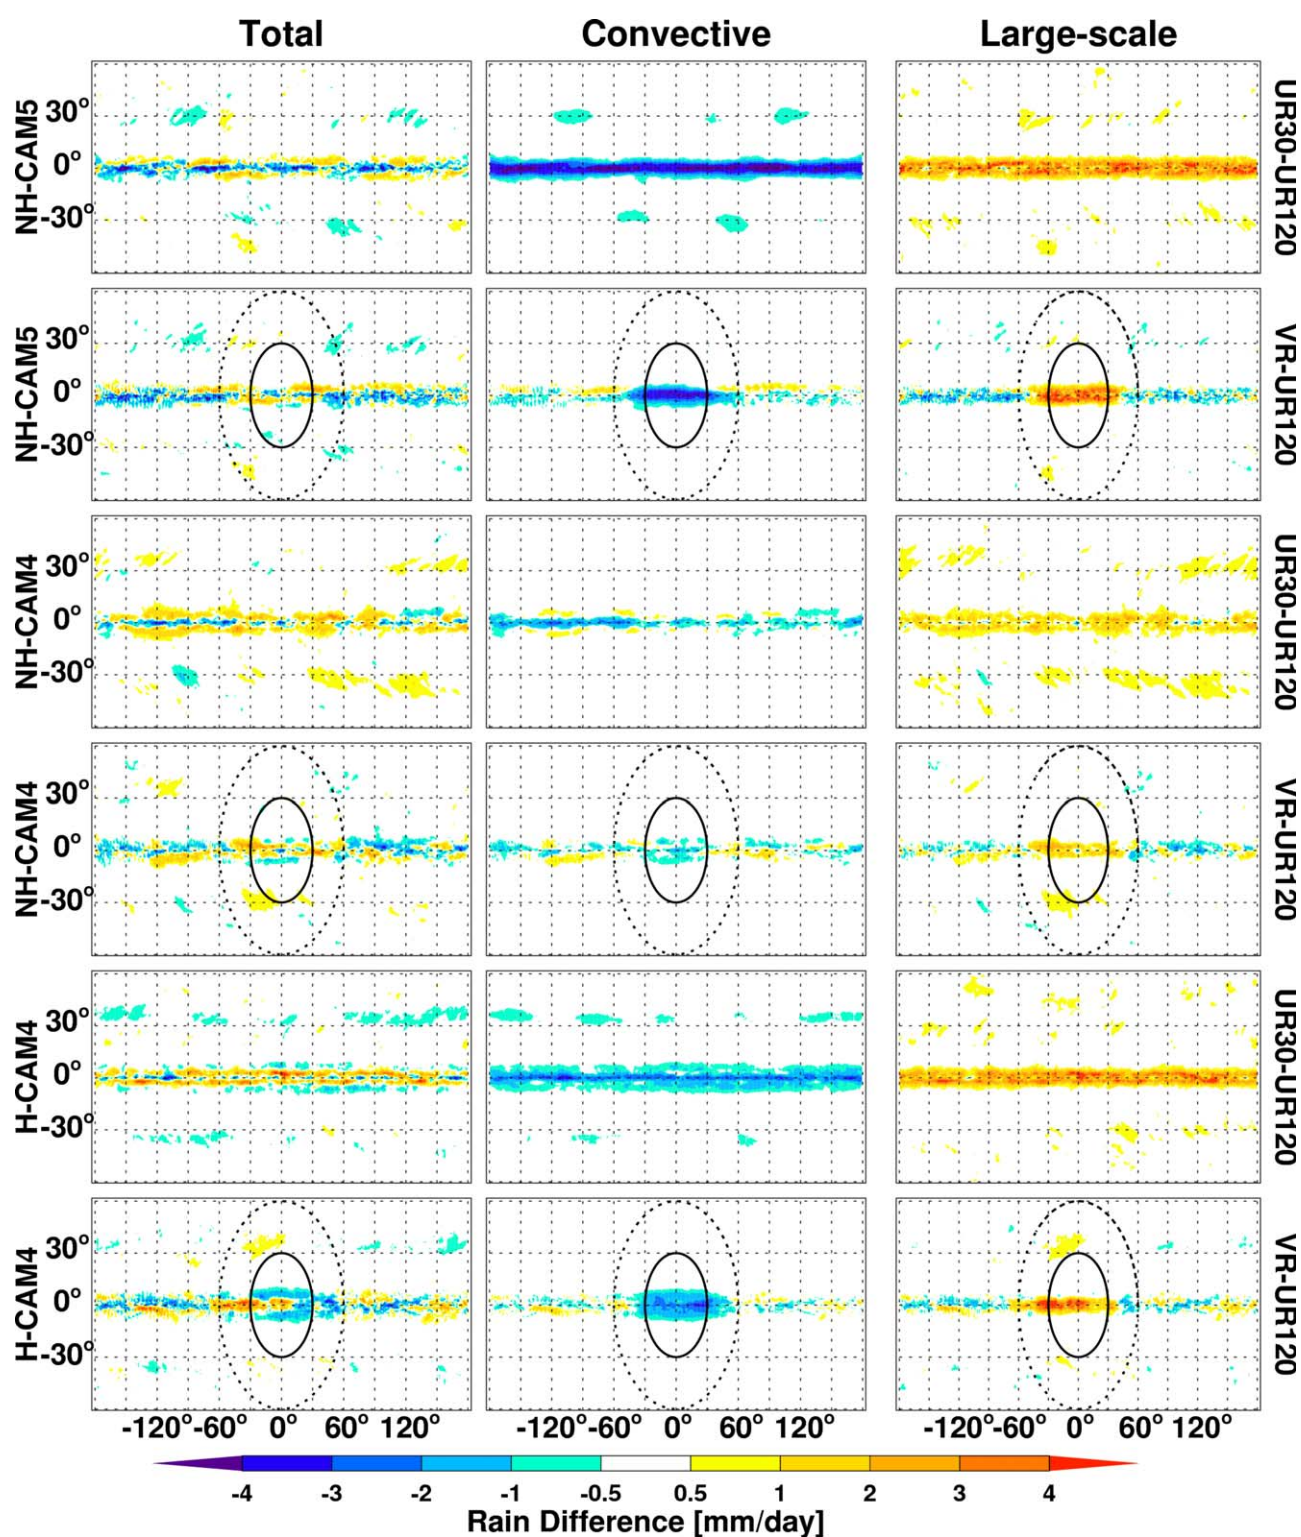 Total Convective Large-scale
NH-CAM5 30° 0° -30° UR30-UR120
NH-CAM5 30° 0° -30° VR-UR120
NH-CAM4 30° 0° -30° UR30-UR120
NH-CAM4 30° 0° -30° VR-UR120
H-CAM4 30° 0° -30° UR30-UR120
H-CAM4 30° 0° -30° VR-UR120
-120° -60° 0° 60° 120° -120° -60° 0° 60° 120° -120° -60° 0° 60° 120°
-4 -3 -2 -1 -0.5 0.5 1 2 3 4
Rain Difference [mm/day]